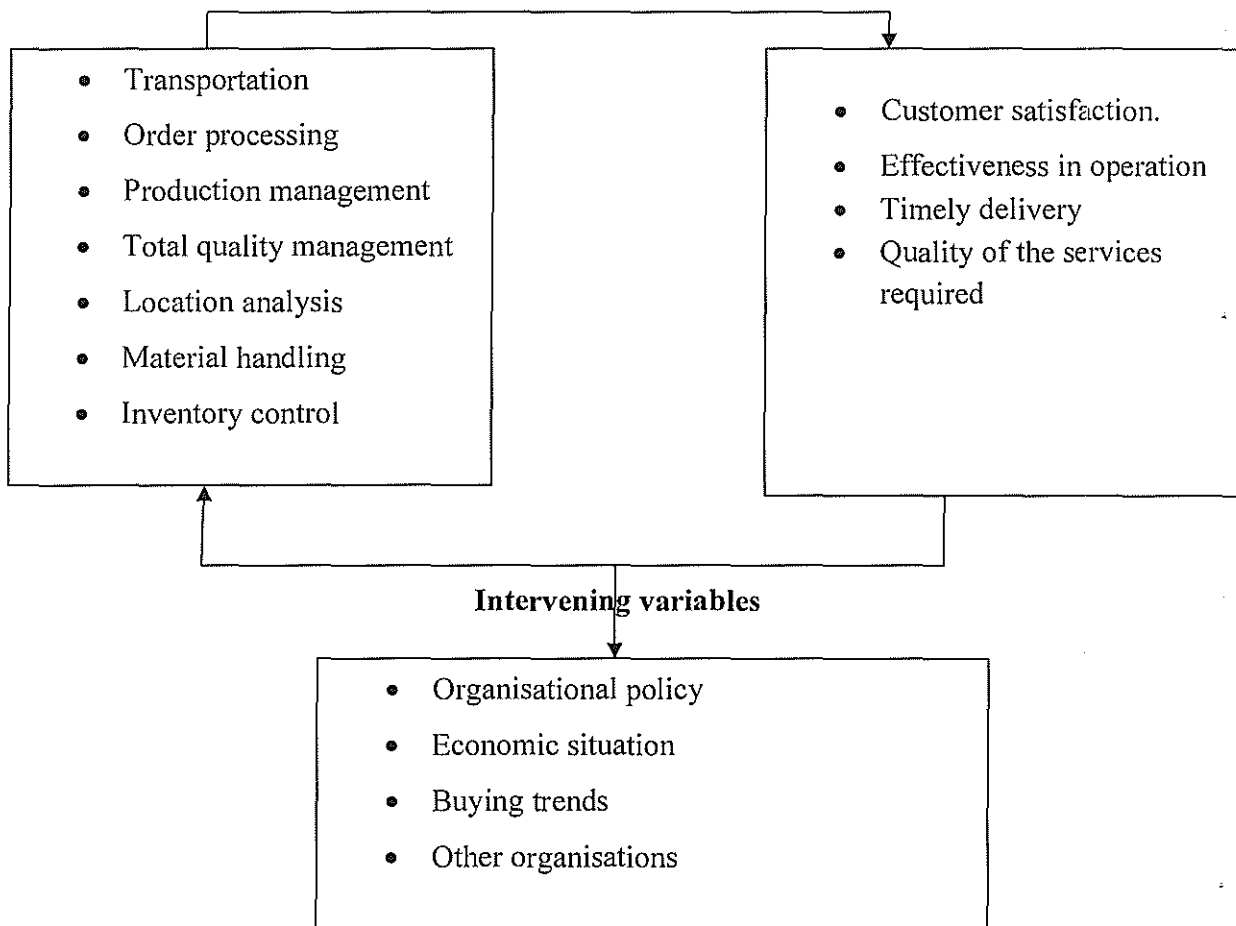 • Transportation
• Order processing
• Production management
• Total quality management
• Location analysis
• Material handling
• Inventory control
• Customer satisfaction.
• Effectiveness in operation
• Timely delivery
• Quality of the services
required
Intervening variables
• Organisational policy
• Economic situation
• Buying trends
• Other organisations